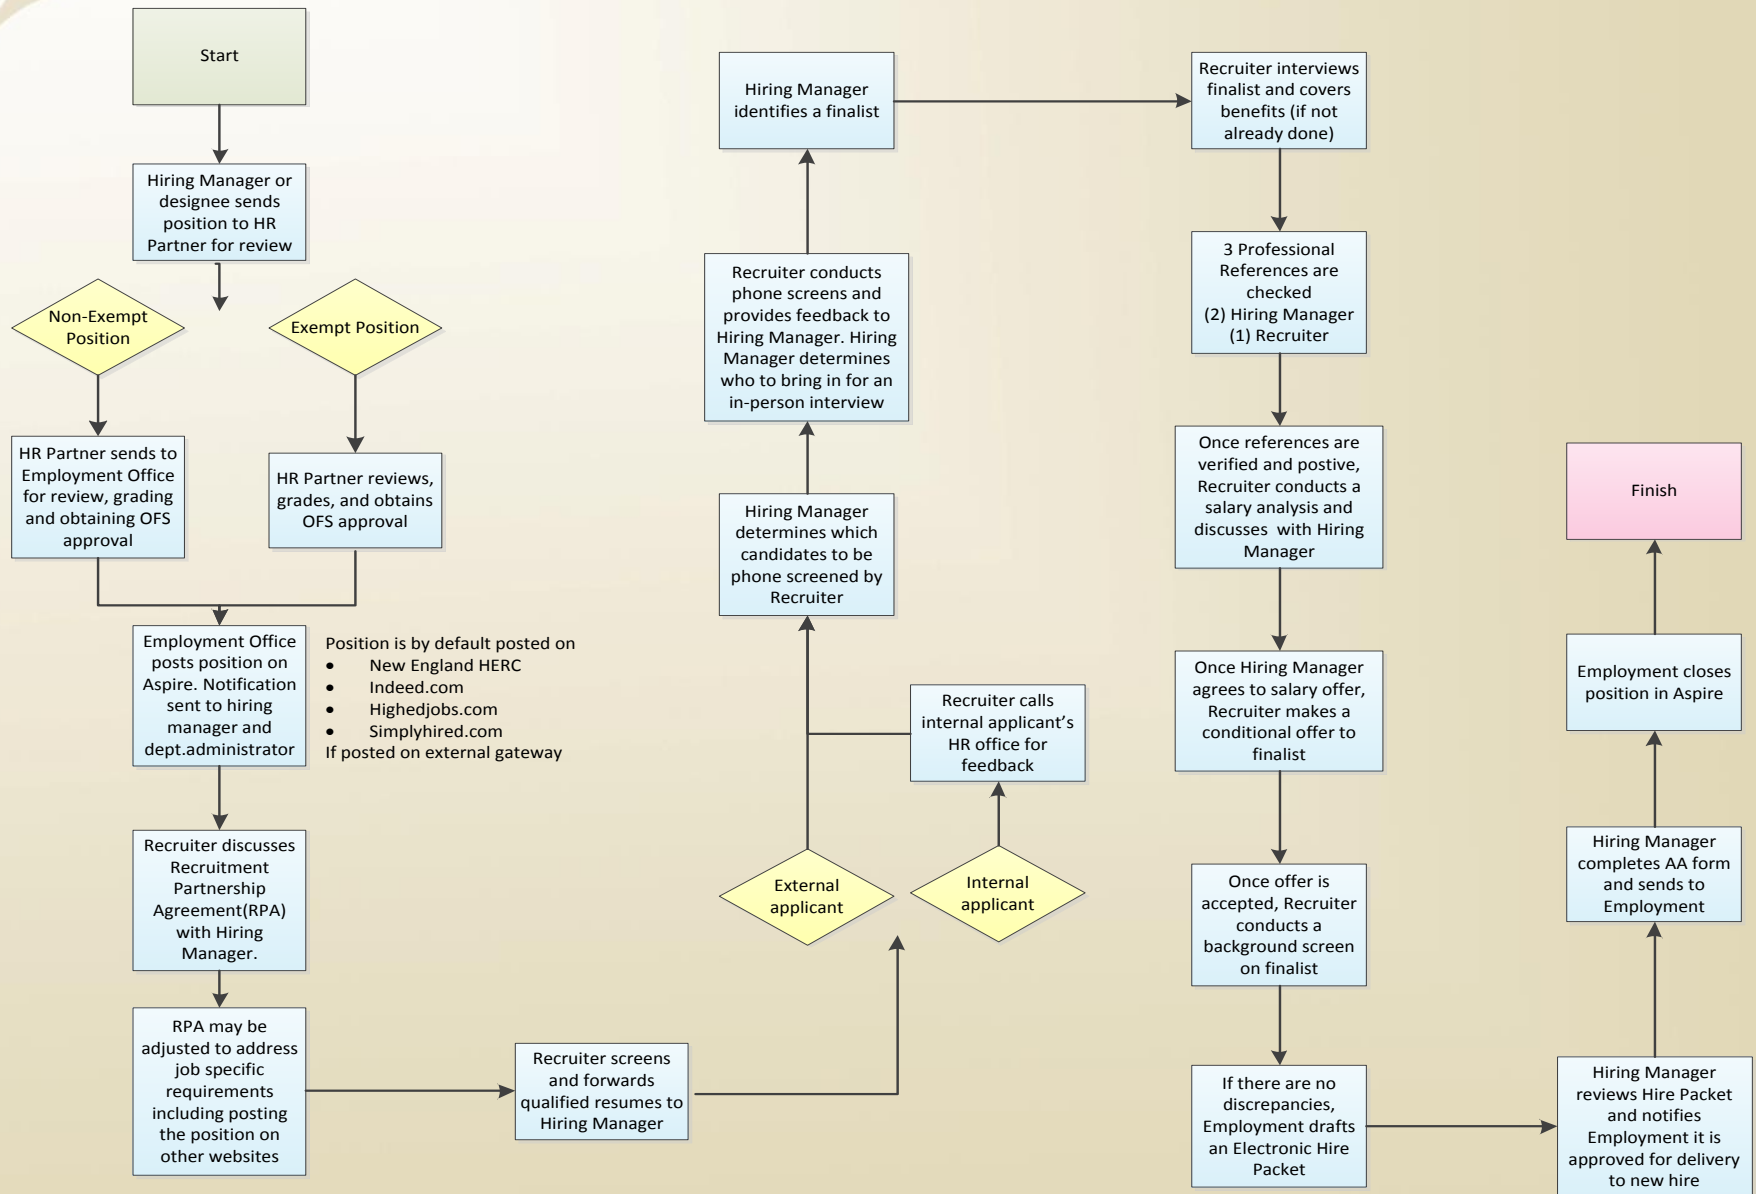 Start
Hiring Manager or
designee sends
position to HR
Partner for review
Non-Exempt
Position
Exempt Position
HR Partner sends to
Employment Office
for review, grading
and obtaining OFS
approval
HR Partner reviews,
grades, and obtains
OFS approval
Employment Office
posts position on
Aspire. Notification
sent to hiring
manager and
dept.administrator
Position is by default posted on
• New England HERC
• Indeed.com
• Highedjobs.com
• Simplyhired.com
If posted on external gateway
Recruiter discusses
Recruitment
Partnership
Agreement(RPA)
with Hiring
Manager.
RPA may be
adjusted to address
job specific
requirements
including posting
the position on
other websites
Recruiter screens
and forwards
qualified resumes to
Hiring Manager
External
applicant
Internal
applicant
Recruiter calls
internal applicant’s
HR office for
feedback
Hiring Manager
determines which
candidates to be
phone screened by
Recruiter
Recruiter conducts
phone screens and
provides feedback to
Hiring Manager. Hiring
Manager determines
who to bring in for an
in-person interview
Hiring Manager
identifies a finalist
Recruiter interviews
finalist and covers
benefits (if not
already done)
3 Professional
References are
checked
(2) Hiring Manager
(1) Recruiter
Once references are
verified and postive,
Recruiter conducts a
salary analysis and
discusses with Hiring
Manager
Once Hiring Manager
agrees to salary offer,
Recruiter makes a
conditional offer to
finalist
Once offer is
accepted, Recruiter
conducts a
background screen
on finalist
If there are no
discrepancies,
Employment drafts
an Electronic Hire
Packet
Hiring Manager
reviews Hire Packet
and notifies
Employment it is
approved for delivery
to new hire
Hiring Manager
completes AA form
and sends to
Employment
Employment closes
position in Aspire
Finish